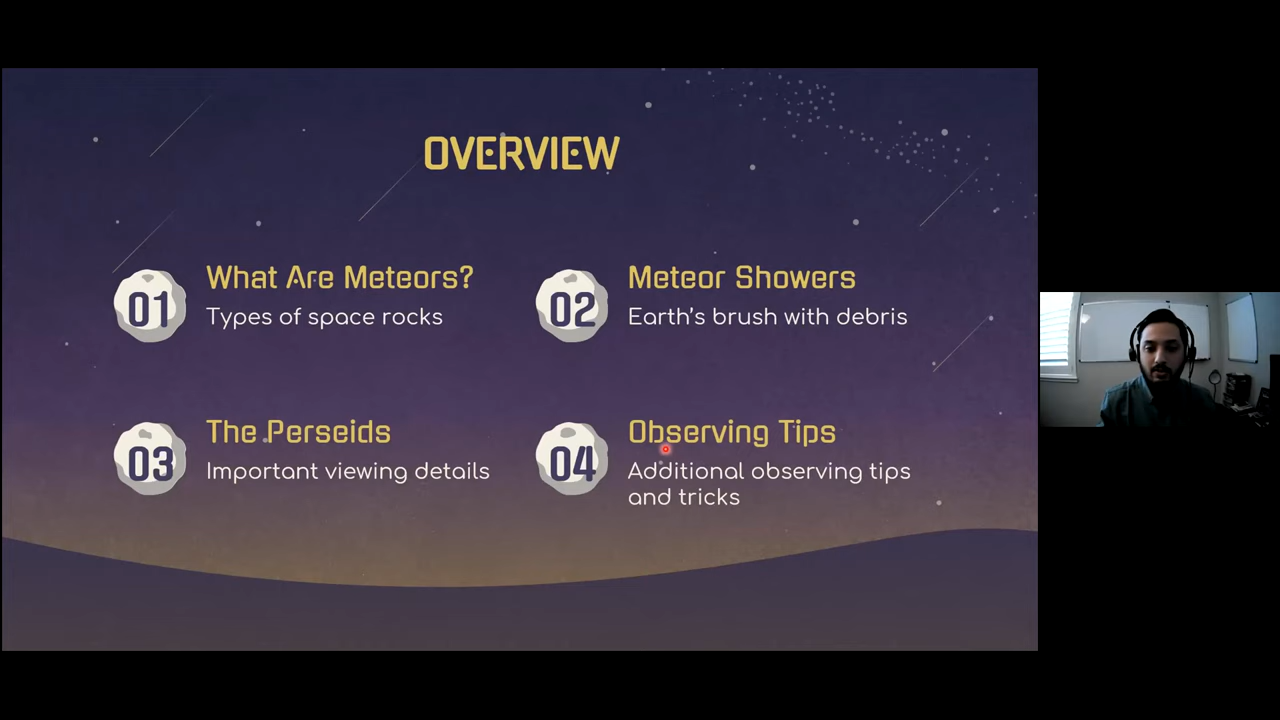 OVERVIEW
01
What Are Meteors?
Types of space rocks
02
Meteor Showers
Earth's brush with debris
03
The Perseids
Important viewing details
04
Observing Tips
Additional observing tips
and tricks